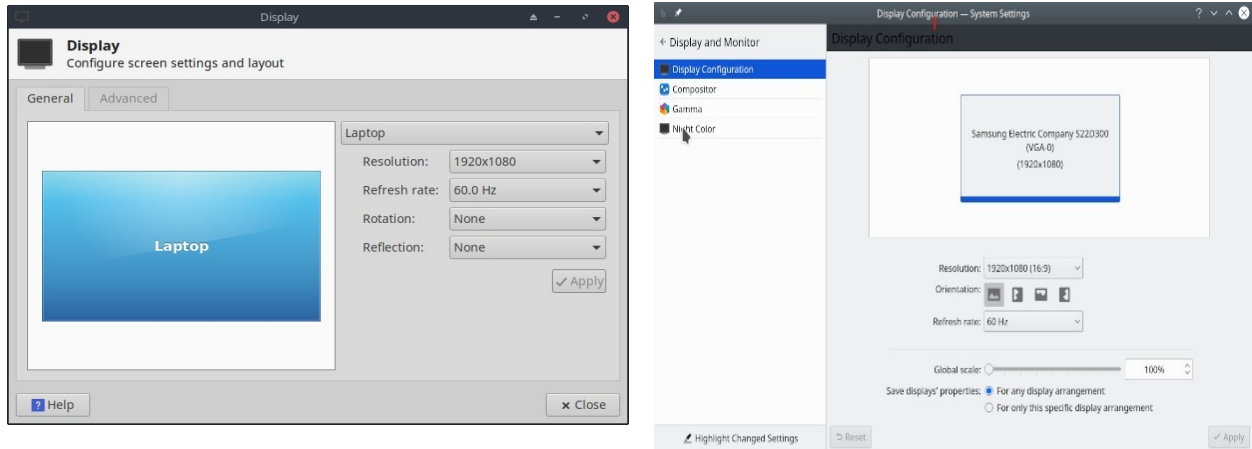 Display
Display
Configure screen settings and layout
General
Advanced
Laptop
Laptop
Resolution:
1920x1080
Refresh rate:
60.0 Hz
Rotation:
None
Reflection:
None
Apply
? Help
Close
Display Configuration — System Settings
Display and Monitor
Display Configuration
Display Configuration
Compositor
Gamma
Night Color
Samsung Electric Company S22D300
(VGA-0)
(1920x1080)
Resolution:
1920x1080 (16:9)
Orientation:
Refresh rate:
60 Hz
Global scale:
100%
Save displays' properties:
For any display arrangement
For only this specific display arrangement
Highlight Changed Settings
Reset
Apply